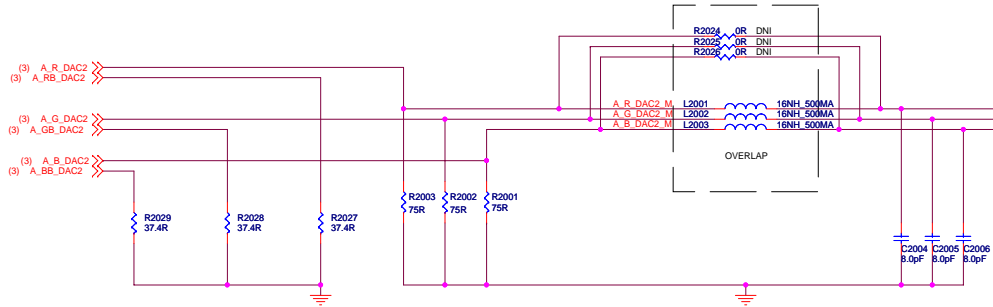 R2024 0R DNI
R2025 0R DNI
R2026 0R DNI
(3) A_R_DAC2
(3) A_RB_DAC2
A_R_DAC2_M L2001 16NH_500MA
(3) A_G_DAC2
A_G_DAC2_M L2002 16NH_500MA
(3) A_GB_DAC2
A_B_DAC2_M L2003 16NH_500MA
OVERLAP
(3) A_B_DAC2
(3) A_BB_DAC2
R2003 R2002 R2001
75R 75R 75R
R2029 R2028 R2027
37.4R 37.4R 37.4R
C2004 C2005 C2006
8.0pF 8.0pF 8.0pF